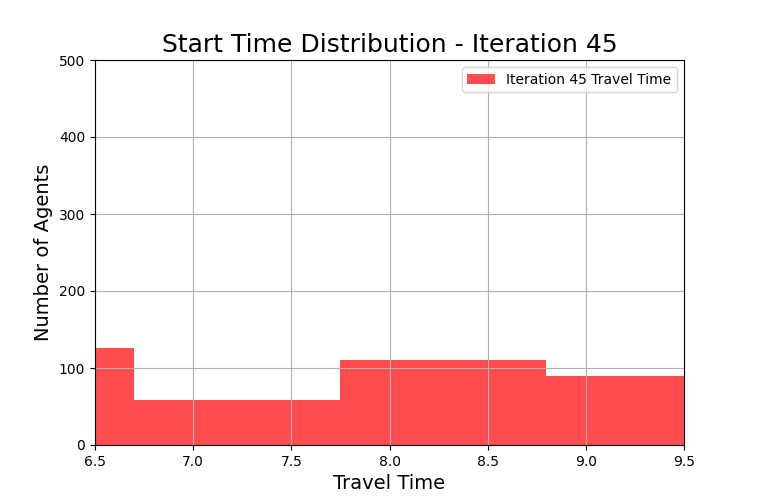 Start Time Distribution - Iteration 45
Iteration 45 Travel Time
Number of Agents
500
400
300
200
100
0
6.5 7.0 7.5 8.0 8.5 9.0 9.5
Travel Time